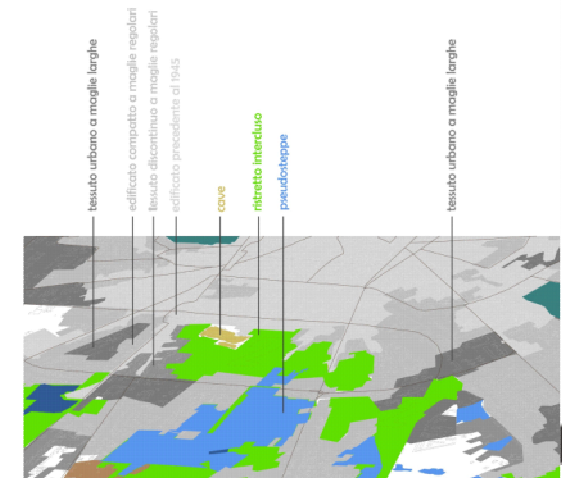 tessuto urbano a maglie larghe
edificato compatto a maglie regolari
tessuto discontinuo a maglie regolari
edificato precedente al 1945
cave
ristretto intercluso
pseudosteppe
tessuto urbano a maglie larghe